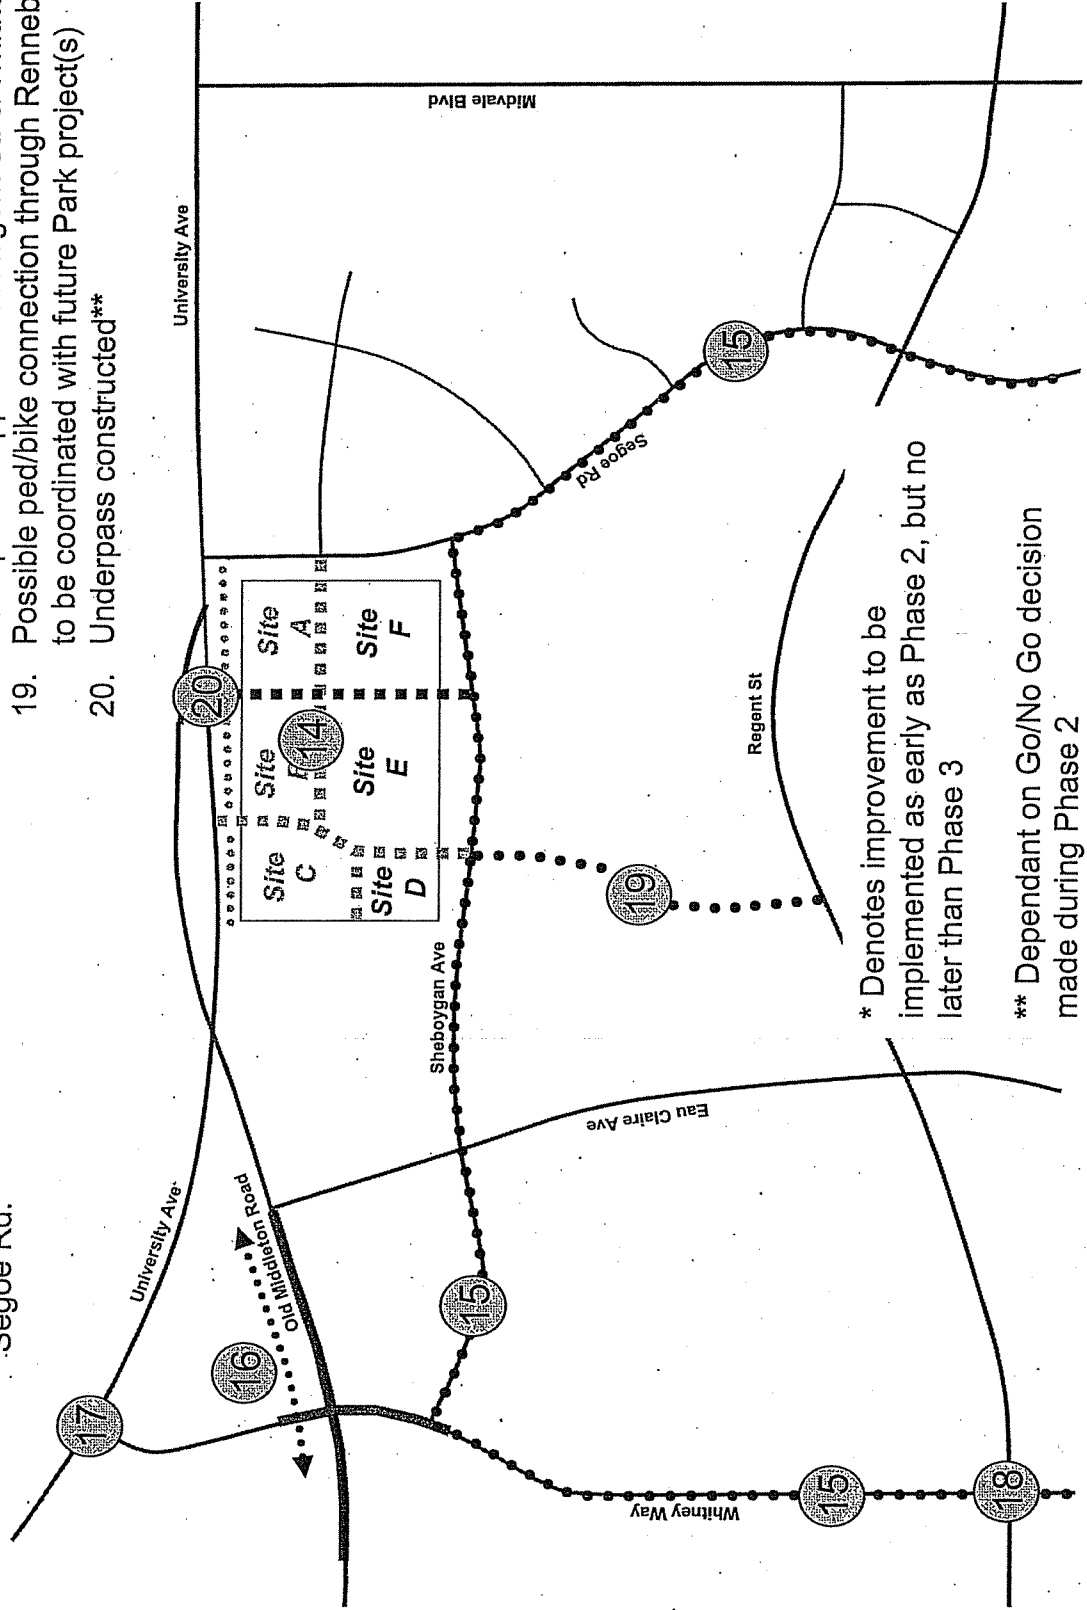 Segoe Rd.
19. Possible ped/bike connection through Renneb
to be coordinated with future Park project(s)
20. Underpass constructed**
17
University Ave
16
Old Middleton Road
15
Whitney Way
15
18
Eau Claire Ave
Sheboygan Ave
University Ave
20
14
Site
A
Site
Site
C
Site
D
Site
E
Site
F
19
Segoe Rd
15
Midvale Blvd
Regent St
* Denotes improvement to be
implemented as early as Phase 2, but no
later than Phase 3
** Dependant on Go/No Go decision
made during Phase 2